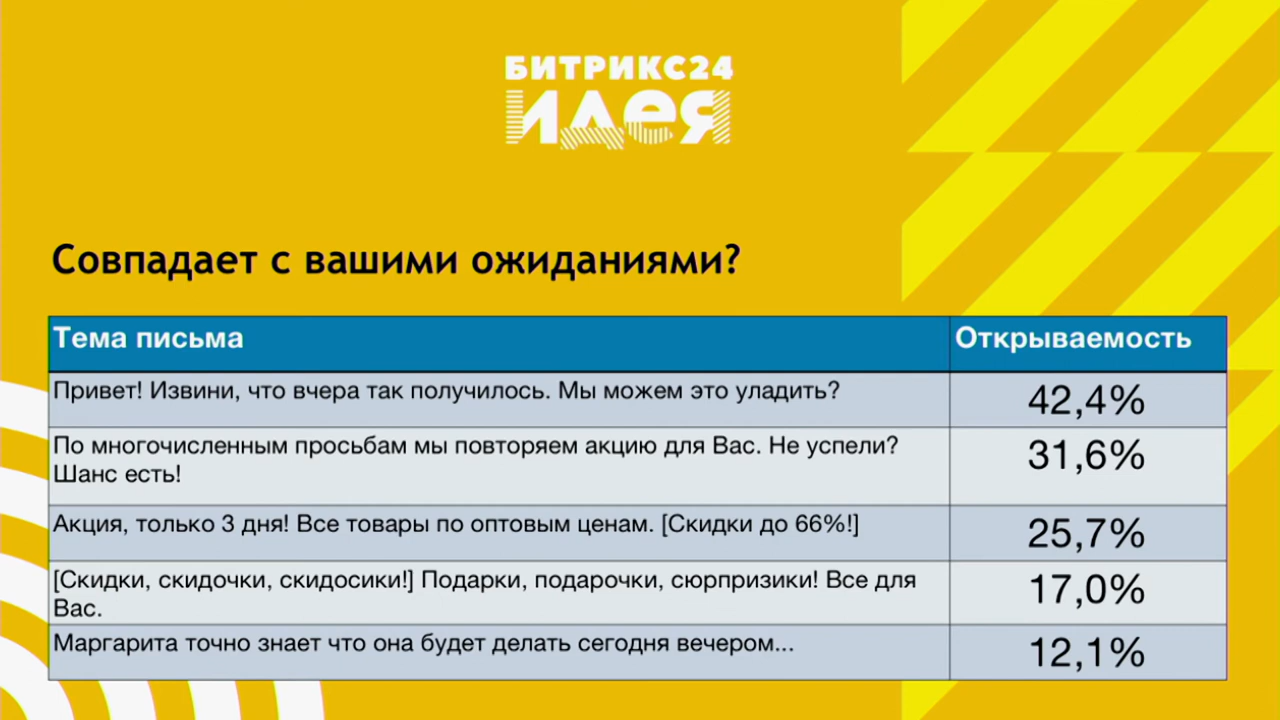 БИТРИКС24
идея
Совпадает с вашими ожиданиями?
Тема письма
Открываемость
Привет! Извини, что вчера так получилось. Мы можем это уладить?
42,4%
По многочисленным просьбам мы повторяем акцию для Вас. Не успели?
Шанс есть!
31,6%
Акция, только 3 дня! Все товары по оптовым ценам. [Скидки до 66%!]
25,7%
[Скидки, скидочки, скидосики!] Подарки, подарочки, сюрпризики! Все для
Вас.
17,0%
Маргарита точно знает что она будет делать сегодня вечером...
12,1%